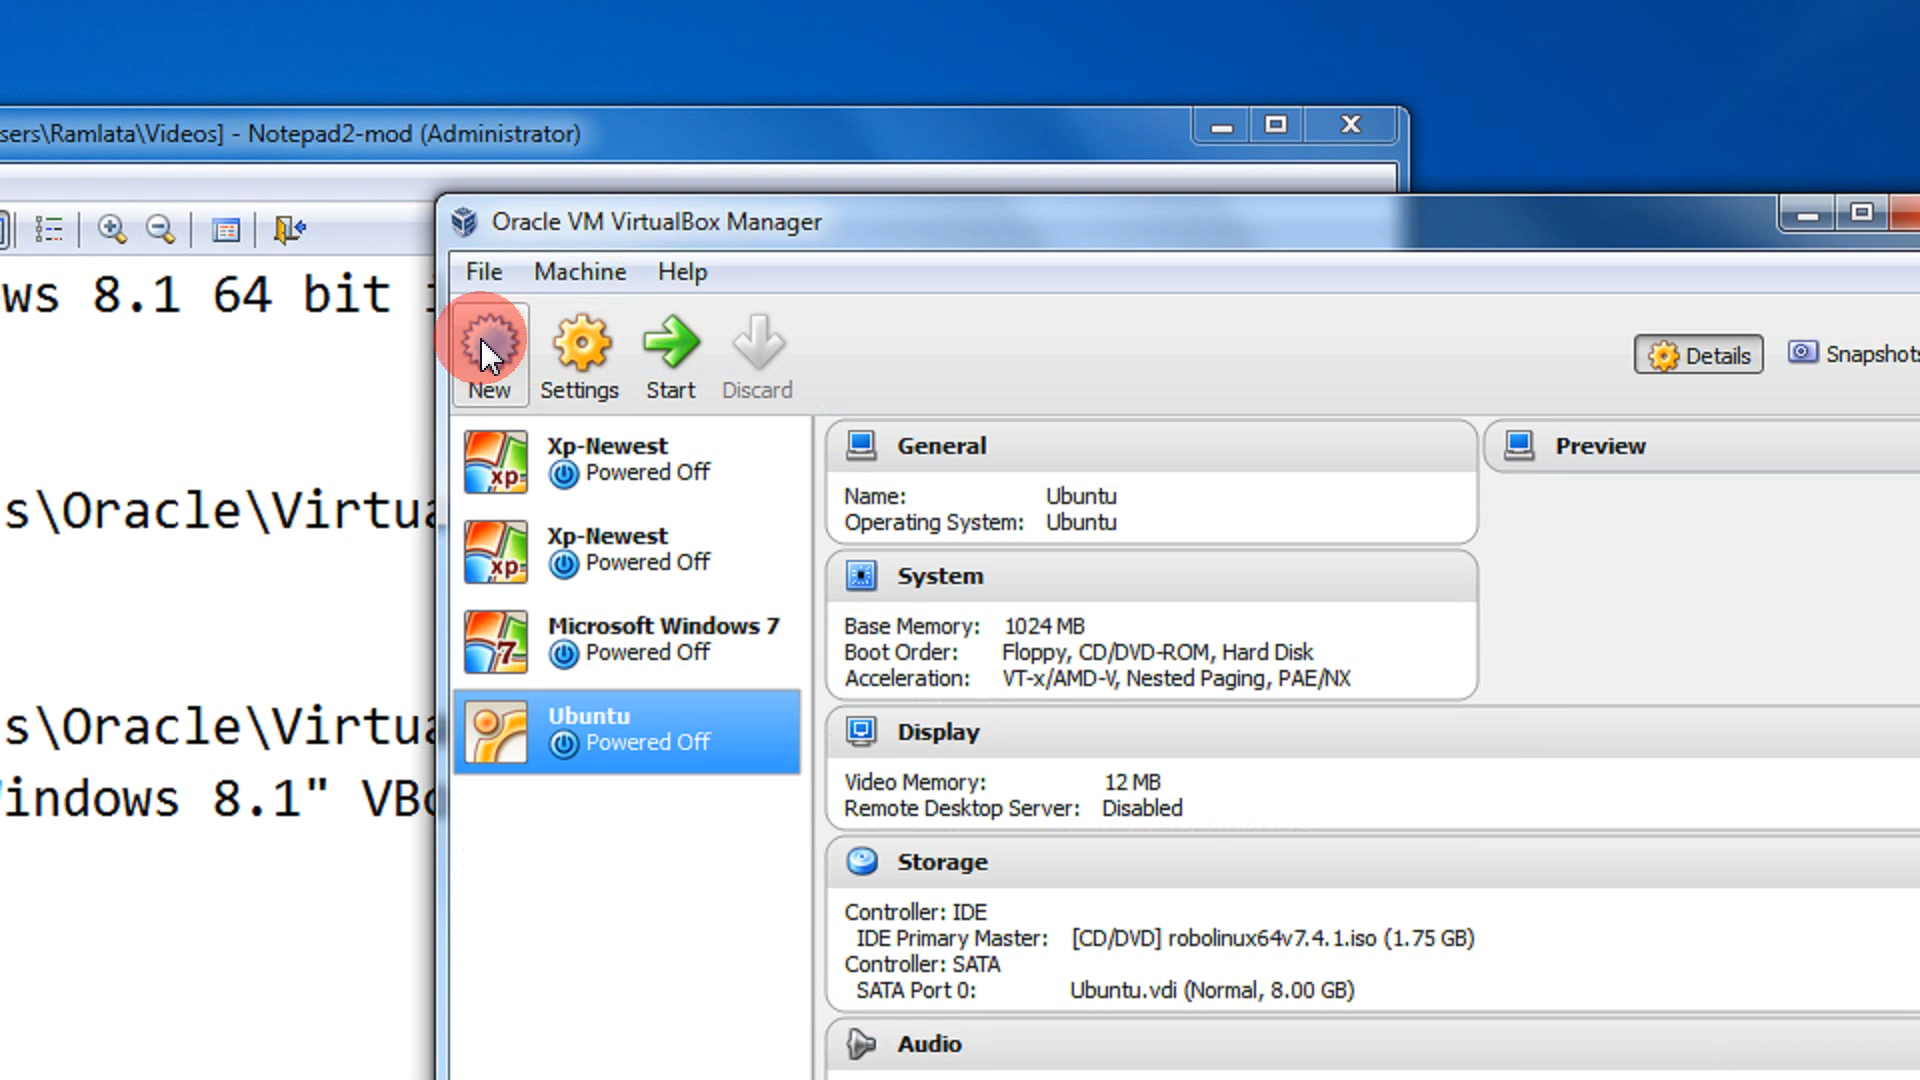 sers\Ramlata\Videos] - Notepad2-mod (Administrator)
ws 8.1 64 bit
s\Oracle\Virtua
s\Oracle\Virtua
indows 8.1" VBo
Oracle VM VirtualBox Manager
File Machine Help
New Settings Start Discard
Details Snapshots
Xp-Newest
Powered Off
Xp-Newest
Powered Off
Microsoft Windows 7
Powered Off
Ubuntu
Powered Off
General
Name: Ubuntu
Operating System: Ubuntu
Preview
System
Base Memory: 1024 MB
Boot Order: Floppy, CD/DVD-ROM, Hard Disk
Acceleration: VT-x/AMD-V, Nested Paging, PAE/NX
Display
Video Memory: 12 MB
Remote Desktop Server: Disabled
Storage
Controller: IDE
IDE Primary Master: [CD/DVD] robolinux64v7.4.1.iso (1.75 GB)
Controller: SATA
SATA Port 0: Ubuntu.vdi (Normal, 8.00 GB)
Audio